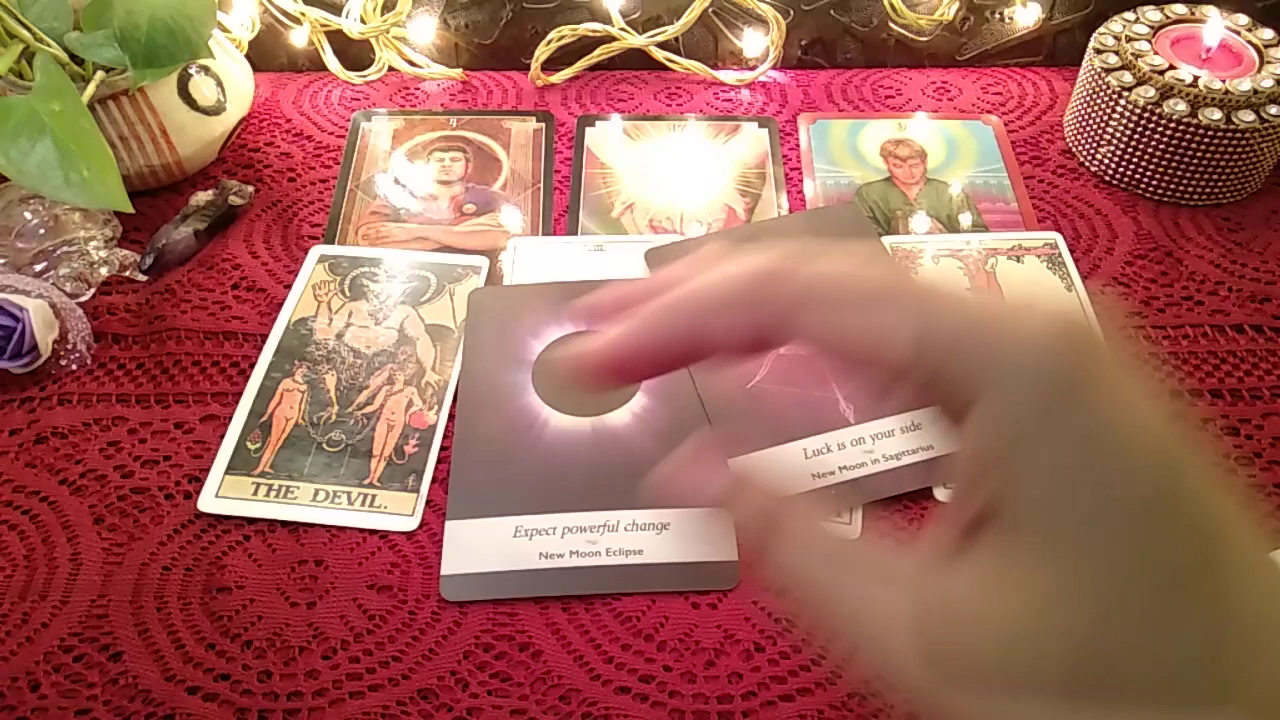 THE DEVIL.
Expect powerful change
New Moon Eclipse
Luck is on your side
New Moon in Sagittarius